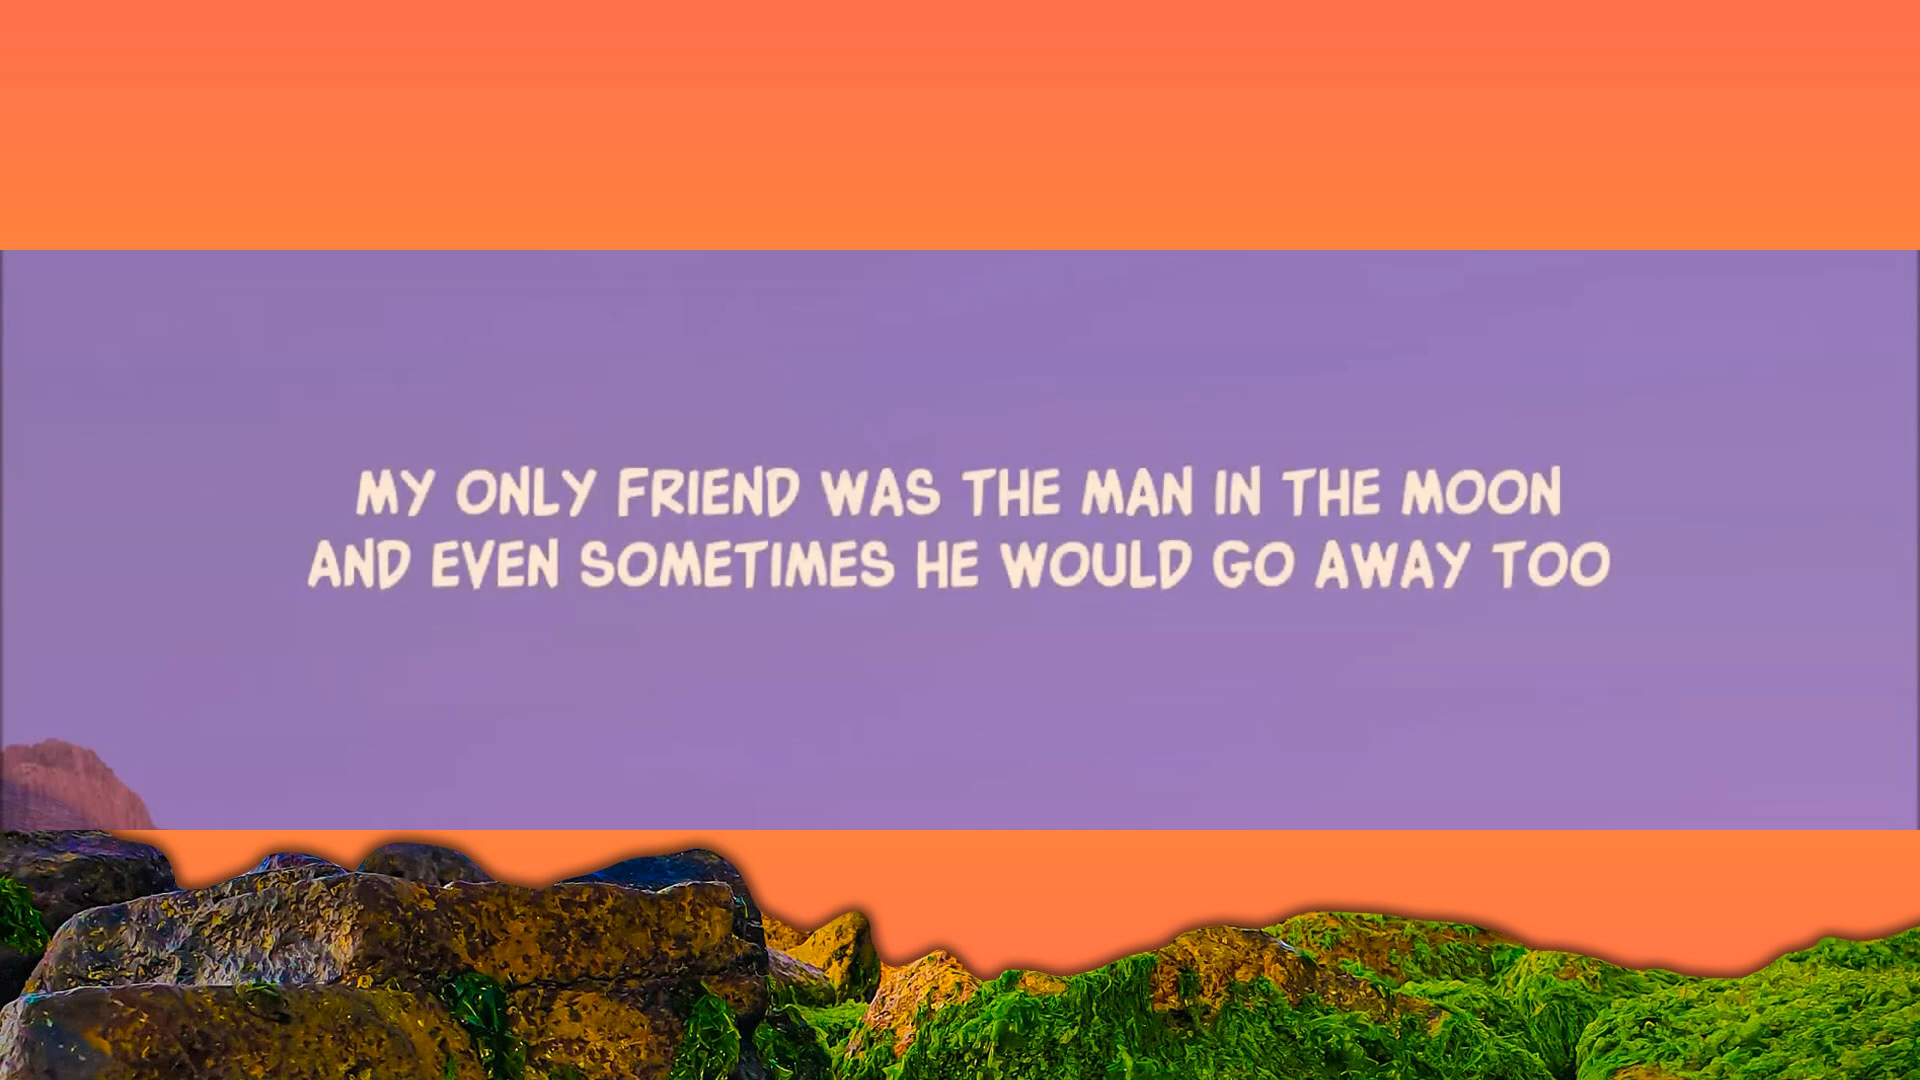 MY ONLY FRIEND WAS THE MAN IN THE MOON
AND EVEN SOMETIMES HE WOULD GO AWAY TOO